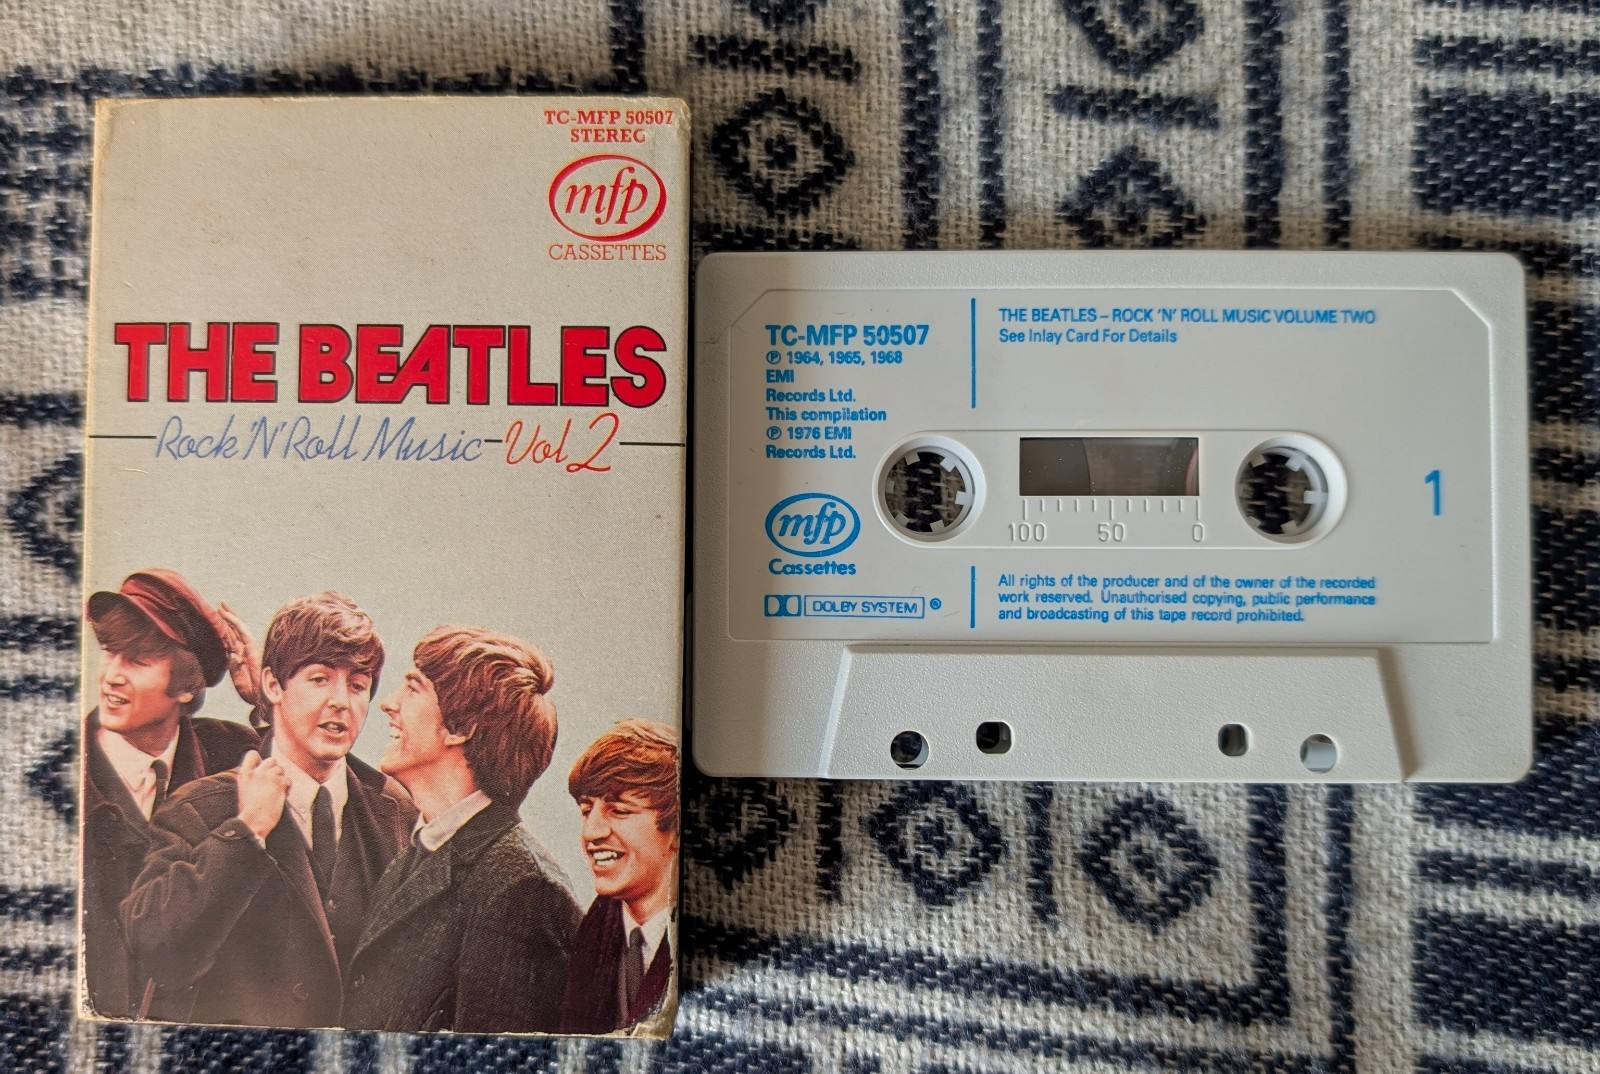 TC-MFP 50507
STEREO
mfp
CASSETTES
THE BEATLES
Rock 'N' Roll Music - Vol 2
TC-MFP 50507
℗ 1964, 1965, 1968
EMI
Records Ltd.
This compilation
℗ 1976 EMI
Records Ltd.
mfp
Cassettes
DOLBY SYSTEM ®
THE BEATLES – ROCK 'N' ROLL MUSIC VOLUME TWO
See Inlay Card For Details
100 50 0
1
All rights of the producer and of the owner of the recorded
work reserved. Unauthorised copying, public performance
and broadcasting of this tape record prohibited.